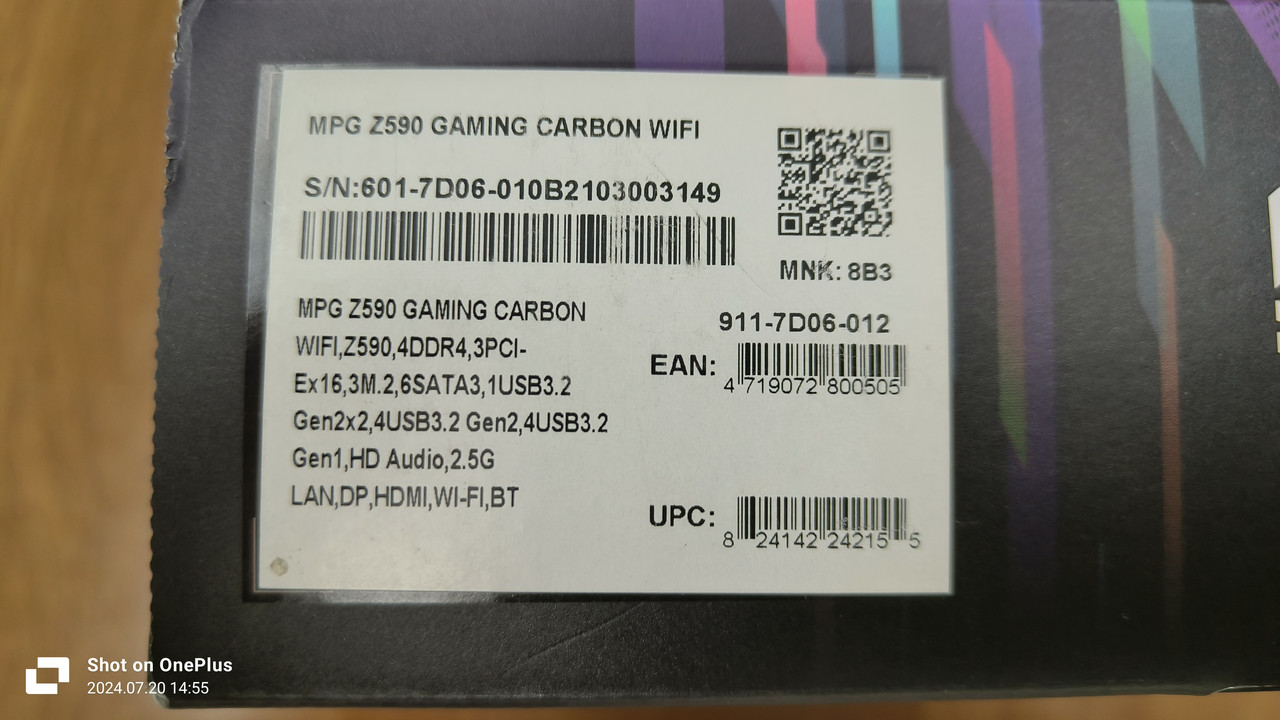 MPG Z590 GAMING CARBON WIFI
S/N:601-7D06-010B2103003149
MNK: 8B3
MPG Z590 GAMING CARBON
WIFI,Z590,4DDR4,3PCI-
Ex16,3M.2,6SATA3,1USB3.2
Gen2x2,4USB3.2 Gen2,4USB3.2
Gen1,HD Audio,2.5G
LAN,DP,HDMI,WI-FI,BT
911-7D06-012
EAN:
4 719072 800505
UPC:
8 24142 24215 5
Shot on OnePlus
2024.07.20 14:55